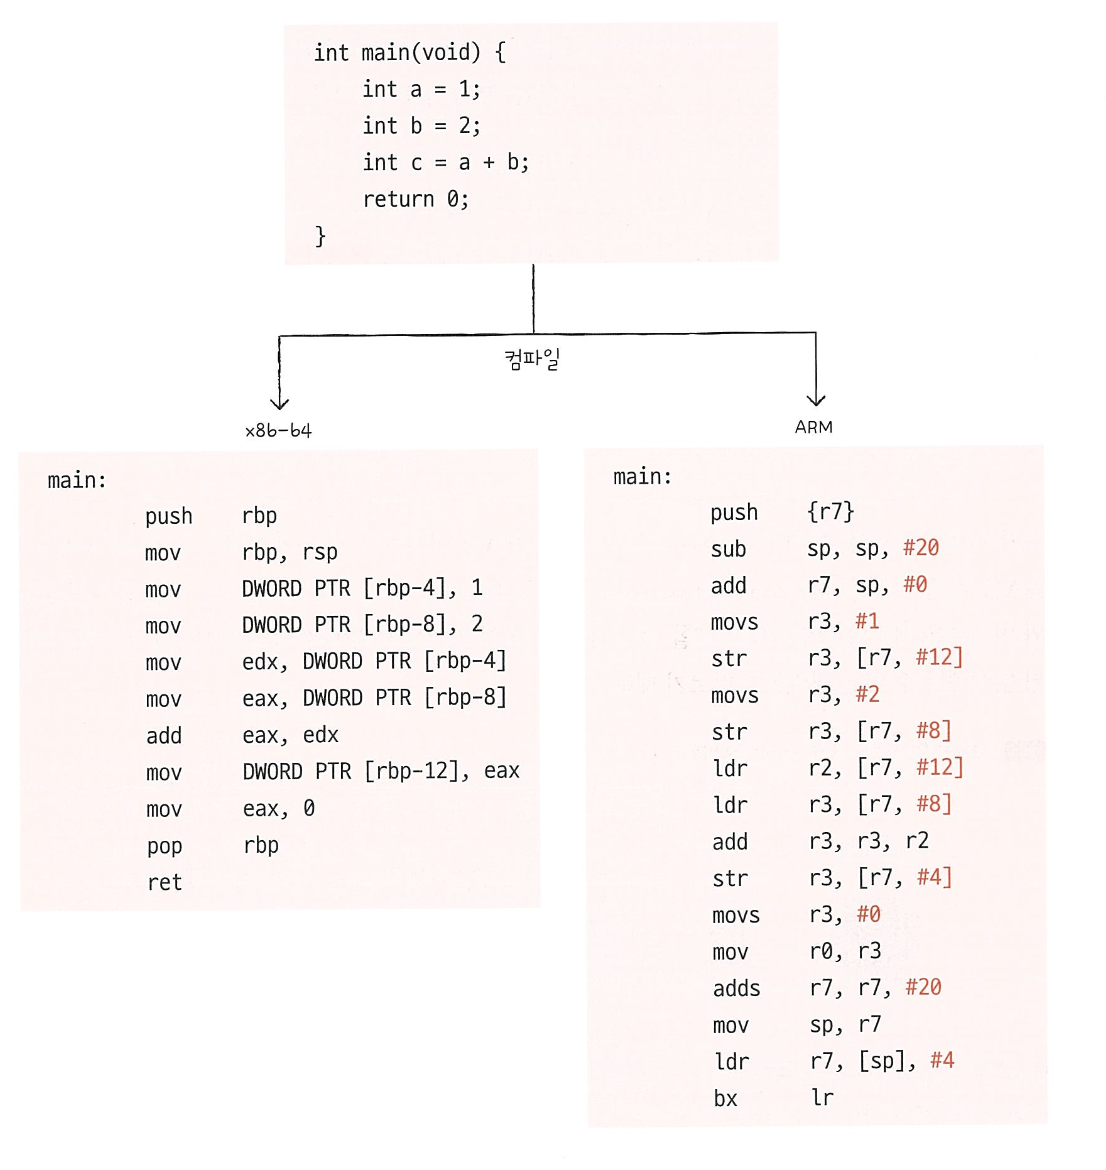 int main(void) {
    int a = 1;
    int b = 2;
    int c = a + b;
    return 0;
}
컴파일
x86-64
main:
push rbp
mov rbp, rsp
mov DWORD PTR [rbp-4], 1
mov DWORD PTR [rbp-8], 2
mov edx, DWORD PTR [rbp-4]
mov eax, DWORD PTR [rbp-8]
add eax, edx
mov DWORD PTR [rbp-12], eax
mov eax, 0
pop rbp
ret
ARM
main:
push {r7}
sub sp, sp, #20
add r7, sp, #0
movs r3, #1
str r3, [r7, #12]
movs r3, #2
str r3, [r7, #8]
ldr r2, [r7, #12]
ldr r3, [r7, #8]
add r3, r3, r2
str r3, [r7, #4]
movs r3, #0
mov r0, r3
adds r7, r7, #20
mov sp, r7
ldr r7, [sp], #4
bx lr